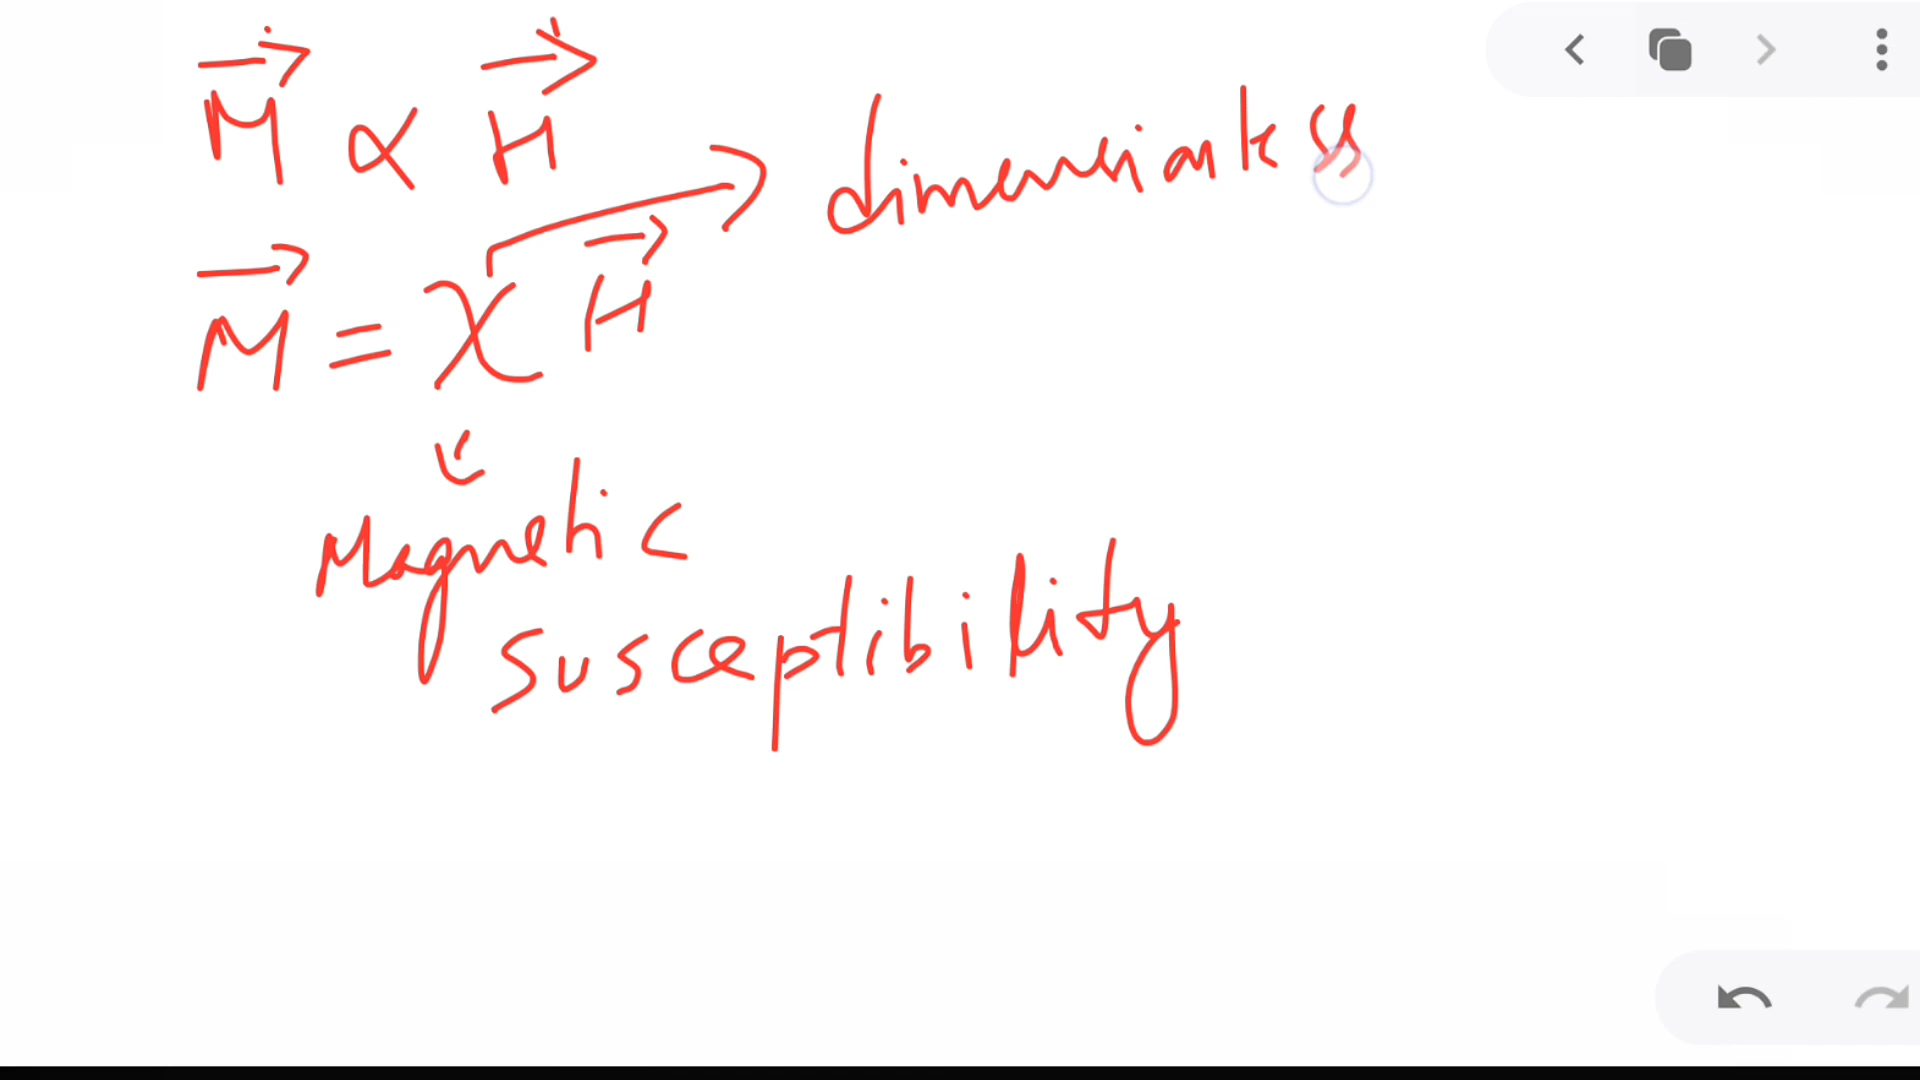 M⃗ ∝ H⃗
dimensionless
M⃗ = χ H⃗
Magnetic
susceptibility